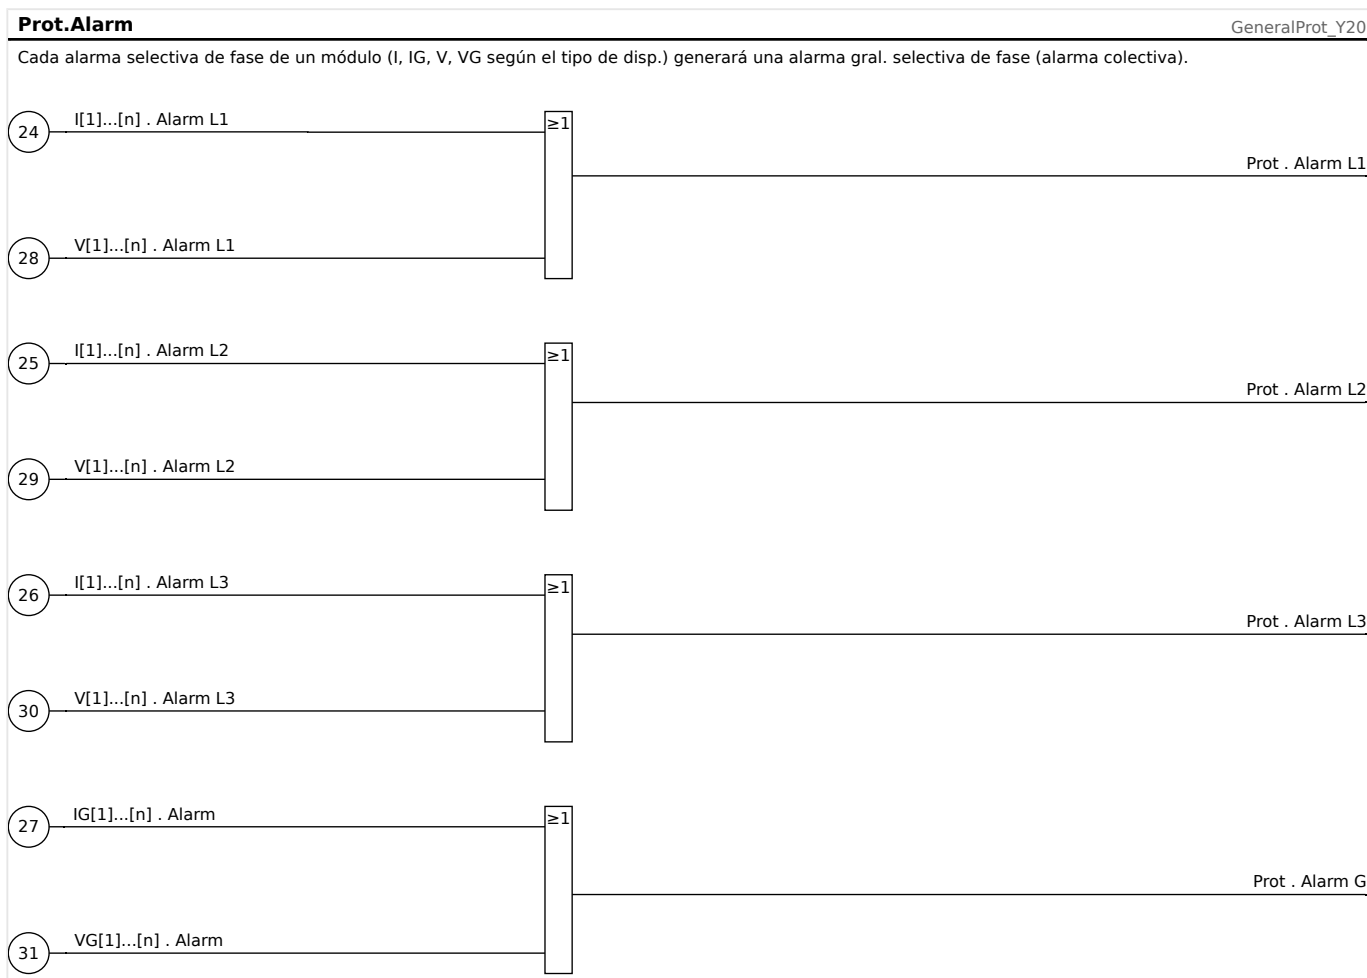 Prot.Alarm
GeneralProt_Y20
Cada alarma selectiva de fase de un módulo (I, IG, V, VG según el tipo de disp.) generará una alarma gral. selectiva de fase (alarma colectiva).
24
I[1]...[n] . Alarm L1
≥1
Prot . Alarm L1
28
V[1]...[n] . Alarm L1
25
I[1]...[n] . Alarm L2
≥1
Prot . Alarm L2
29
V[1]...[n] . Alarm L2
26
I[1]...[n] . Alarm L3
≥1
Prot . Alarm L3
30
V[1]...[n] . Alarm L3
27
IG[1]...[n] . Alarm
≥1
Prot . Alarm G
31
VG[1]...[n] . Alarm